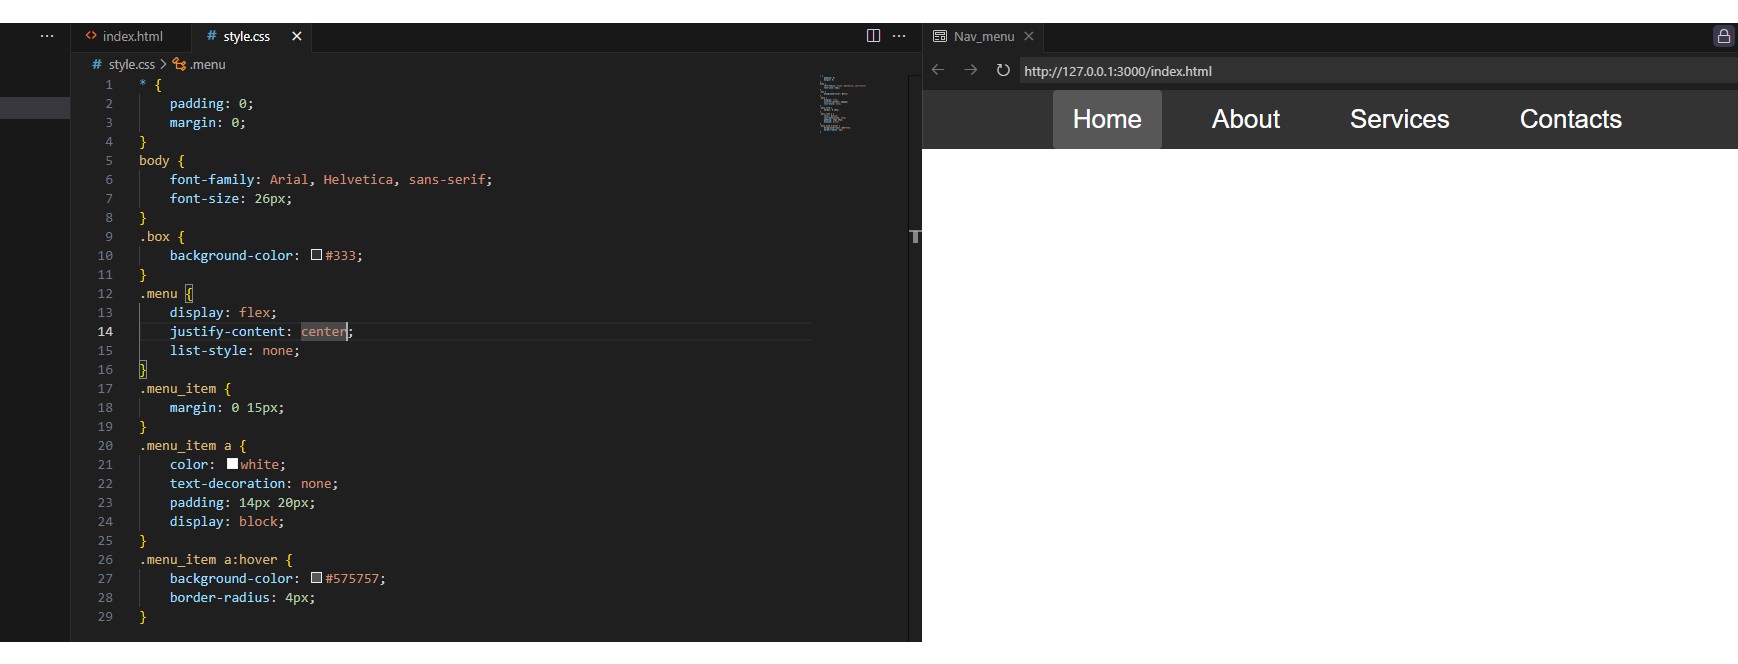 index.html
style.css
style.css > .menu
1 * {
2 padding: 0;
3 margin: 0;
4 }
5 body {
6 font-family: Arial, Helvetica, sans-serif;
7 font-size: 26px;
8 }
9 .box {
10 background-color: #333;
11 }
12 .menu {
13 display: flex;
14 justify-content: center;
15 list-style: none;
16 }
17 .menu_item {
18 margin: 0 15px;
19 }
20 .menu_item a {
21 color: white;
22 text-decoration: none;
23 padding: 14px 20px;
24 display: block;
25 }
26 .menu_item a:hover {
27 background-color: #575757;
28 border-radius: 4px;
29 }
Nav_menu
http://127.0.0.1:3000/index.html
Home About Services Contacts